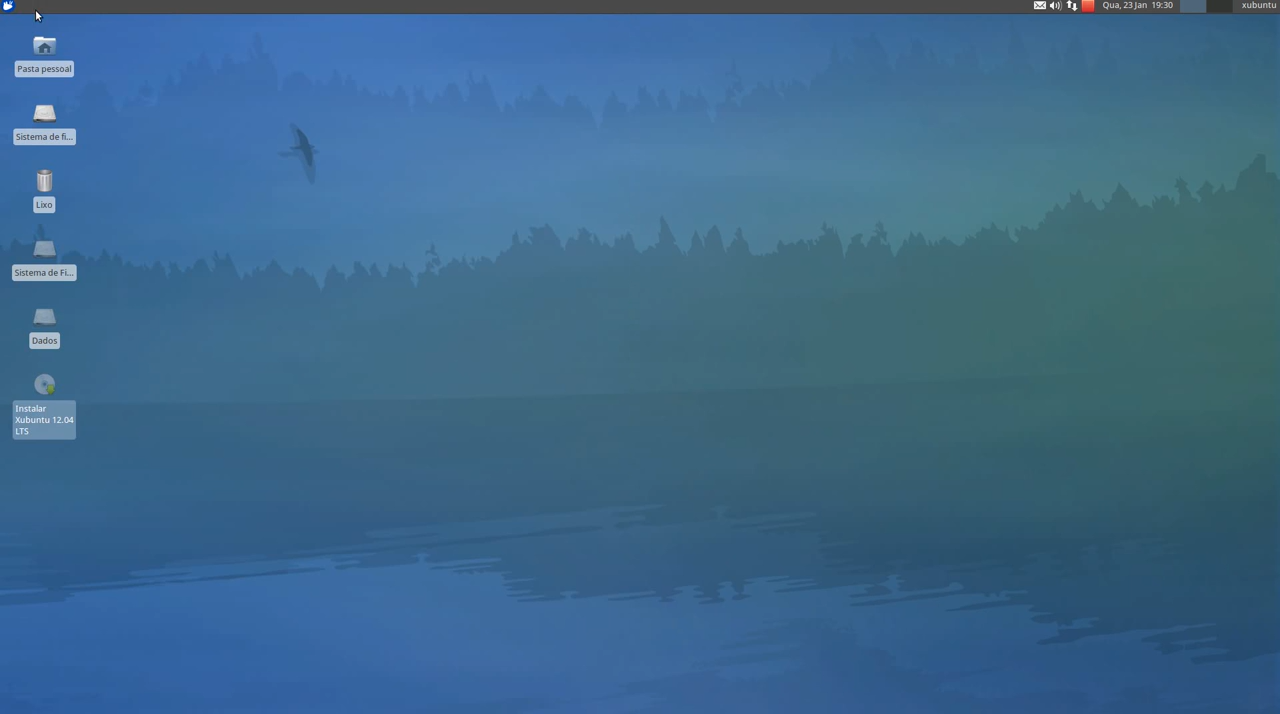 Qua, 23 Jan 19:30
xubuntu
Pasta pessoal
Sistema de fi...
Lixo
Sistema de Fi...
Dados
Instalar
Xubuntu 12.04
LTS